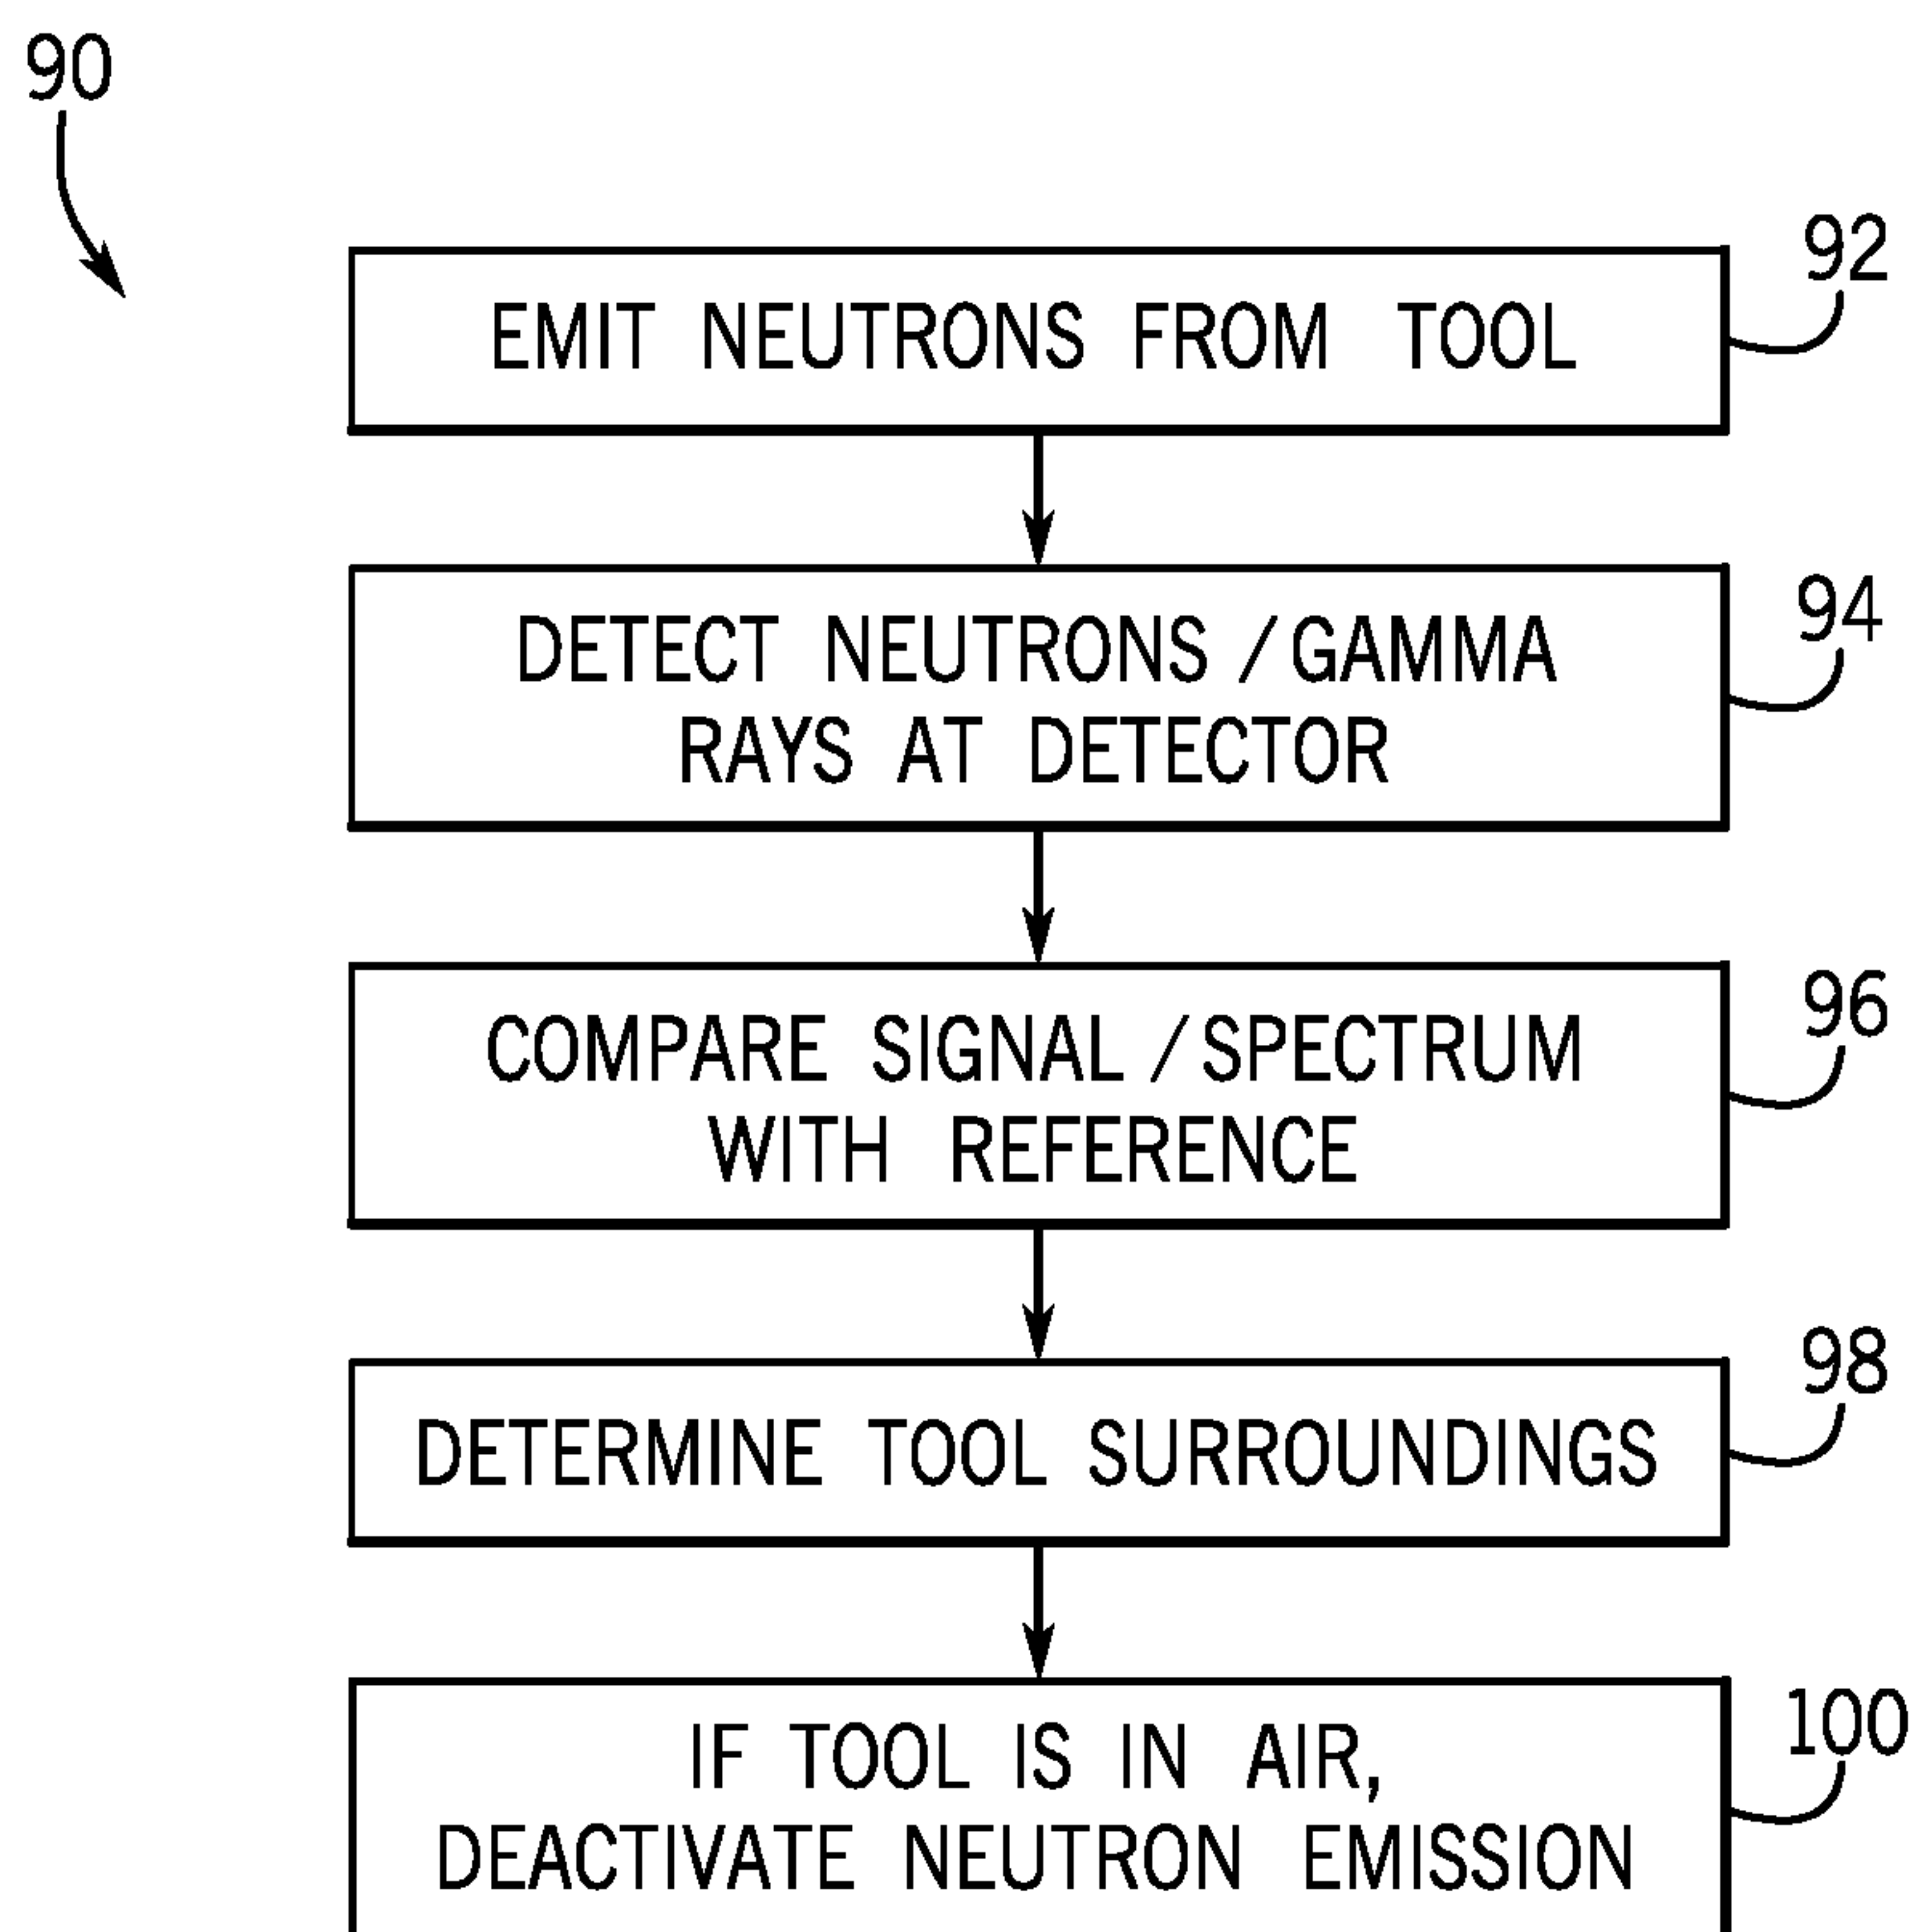 90
92
EMIT NEUTRONS FROM TOOL
94
DETECT NEUTRONS / GAMMA
RAYS AT DETECTOR
96
COMPARE SIGNAL / SPECTRUM
WITH REFERENCE
98
DETERMINE TOOL SURROUNDINGS
100
IF TOOL IS IN AIR,
DEACTIVATE NEUTRON EMISSION